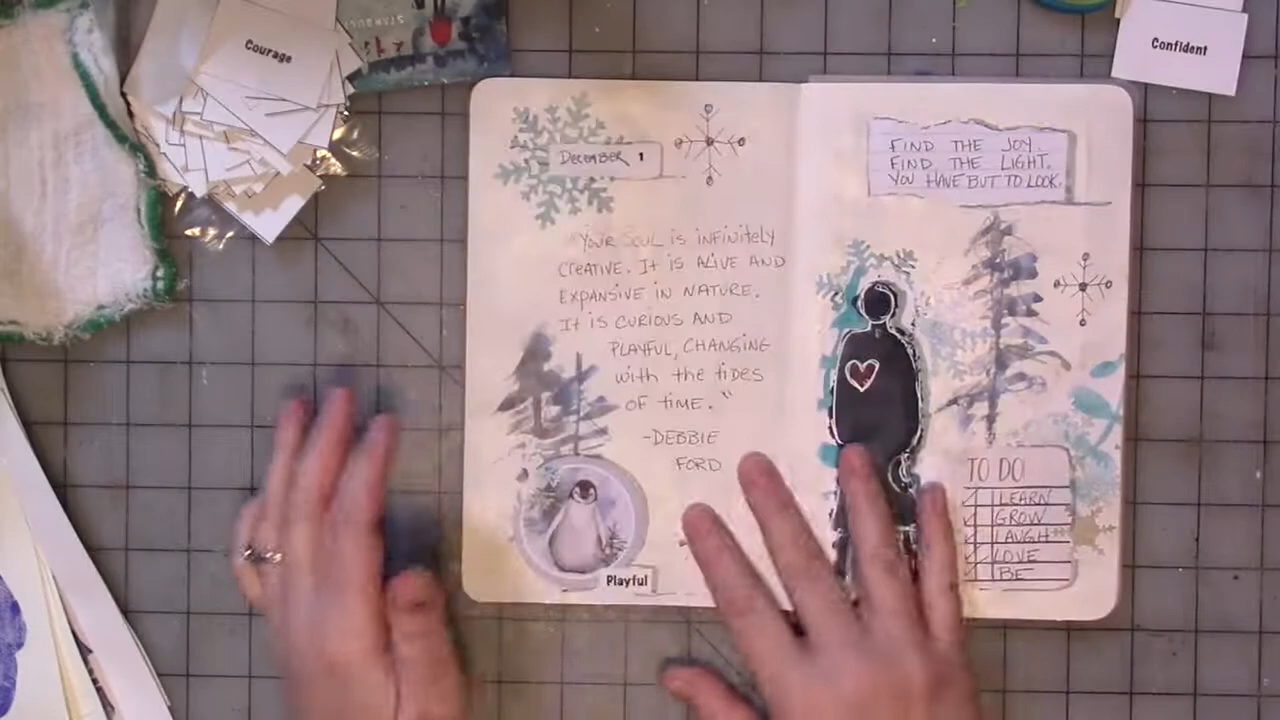 Courage
STARBUCKS
Confident
DECEMBER 1
"YOUR SOUL IS INFINITELY
CREATIVE. It is ALIVE AND
EXPANSIVE IN NATURE.
It is CURIOUS AND
PLAYFUL, CHANGING
with the tides
of time."
-DEBBIE
FORD
Playful
FIND THE JOY.
FIND THE LIGHT.
YOU HAVE BUT TO LOOK.
TO DO
LEARN
GROW
LAUGH
LOVE
BE